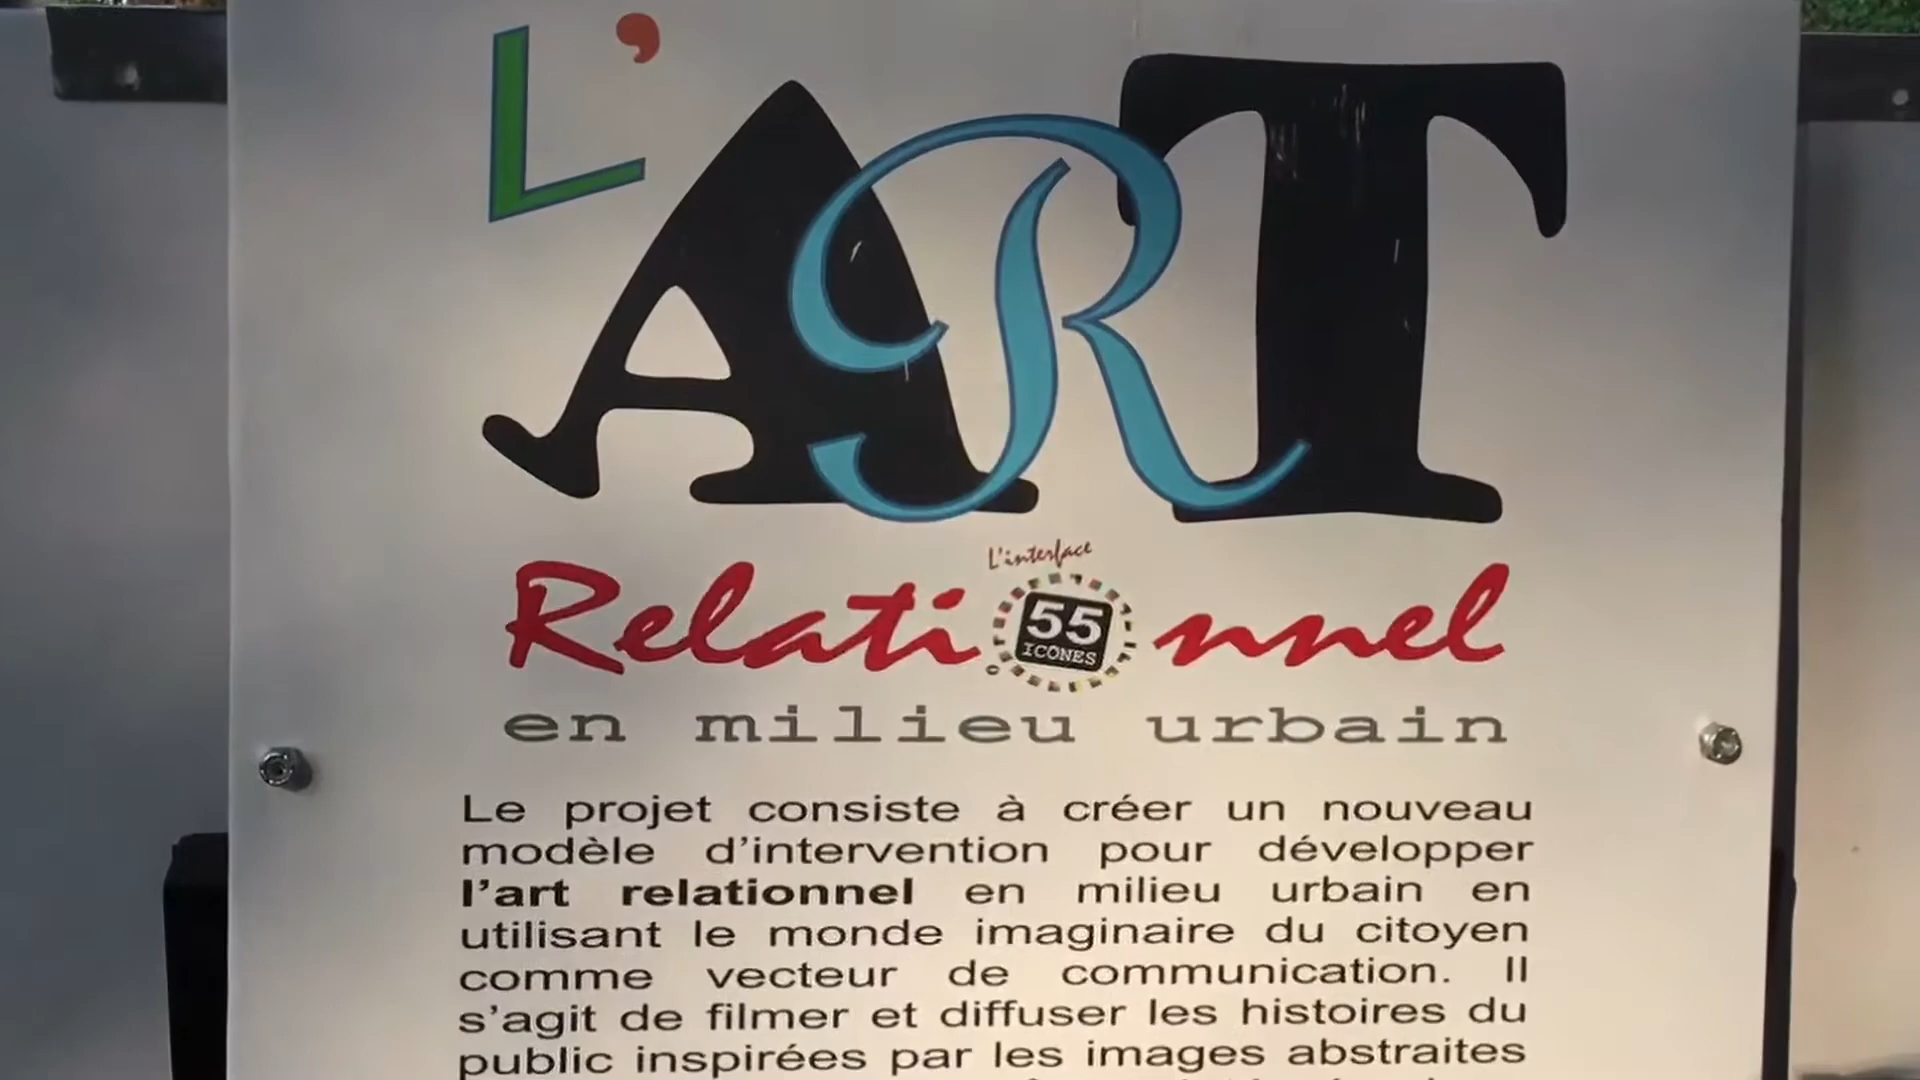 L'ART
L'interface
Relati nnel
55
ICONES
en milieu urbain
Le projet consiste à créer un nouveau
modèle d'intervention pour développer
l'art relationnel en milieu urbain en
utilisant le monde imaginaire du citoyen
comme vecteur de communication. Il
s'agit de filmer et diffuser les histoires du
public inspirées par les images abstraites